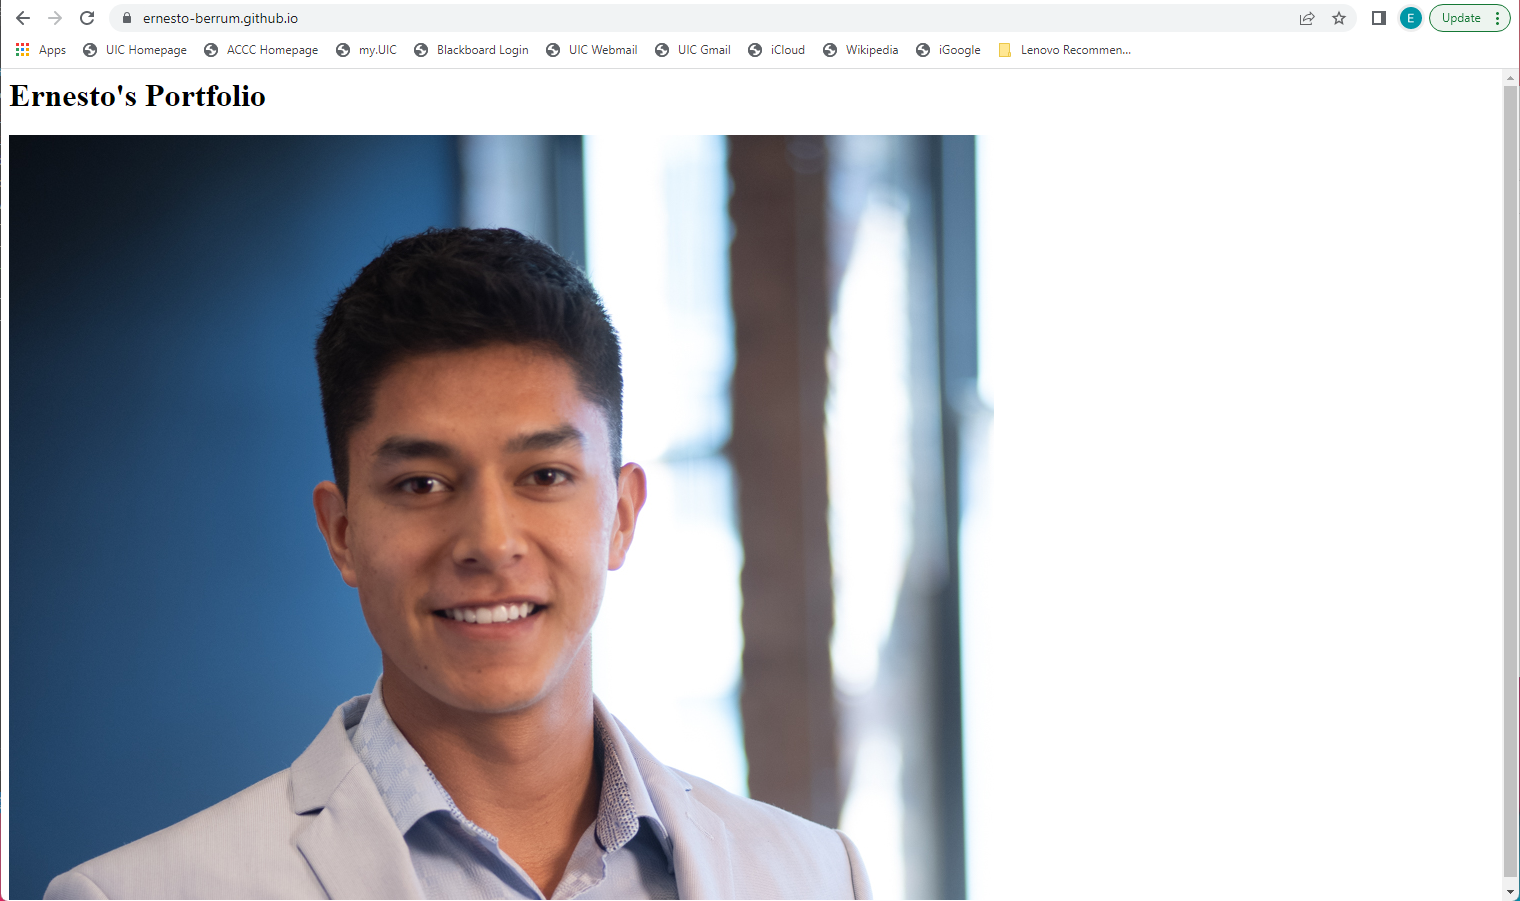 ernesto-berrum.github.io
E
Update
Apps
UIC Homepage
ACCC Homepage
my.UIC
Blackboard Login
UIC Webmail
UIC Gmail
iCloud
Wikipedia
iGoogle
Lenovo Recommen...
Ernesto's Portfolio